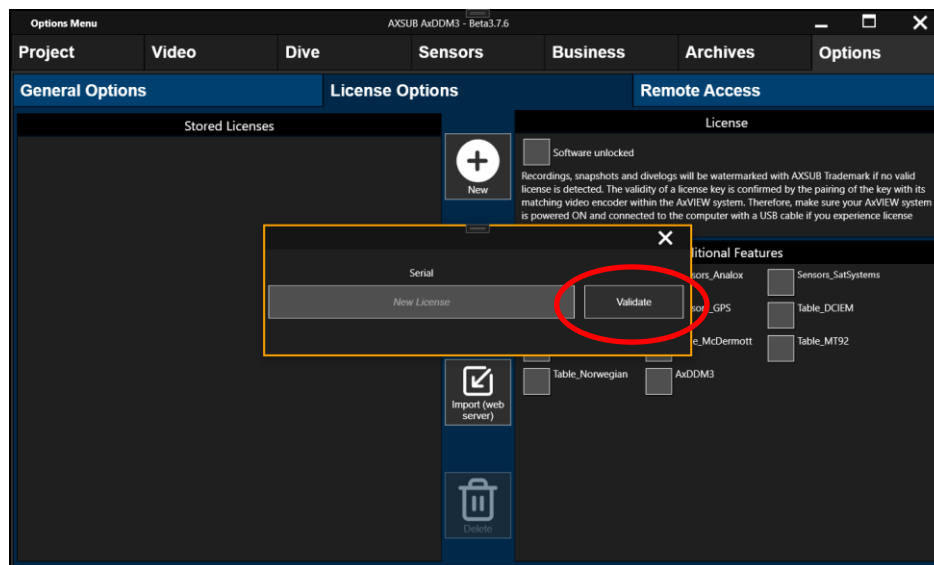 Options Menu
AXSUB AxDDM3 - Beta3.7.6
Project Video Dive Sensors Business Archives Options
General Options License Options Remote Access
Stored Licenses
New
Import (web
server)
Delete
License
Software unlocked
Recordings, snapshots and divelogs will be watermarked with AXSUB Trademark if no valid
license is detected. The validity of a license key is confirmed by the pairing of the key with its
matching video encoder within the AxVIEW system. Therefore, make sure your AxVIEW system
is powered ON and connected to the computer with a USB cable if you experience license
Serial
New License
Validate
itional Features
sors_Analox Sensors_SatSystems
sors_GPS Table_DCIEM
le_McDermott Table_MT92
Table_Norwegian AxDDM3